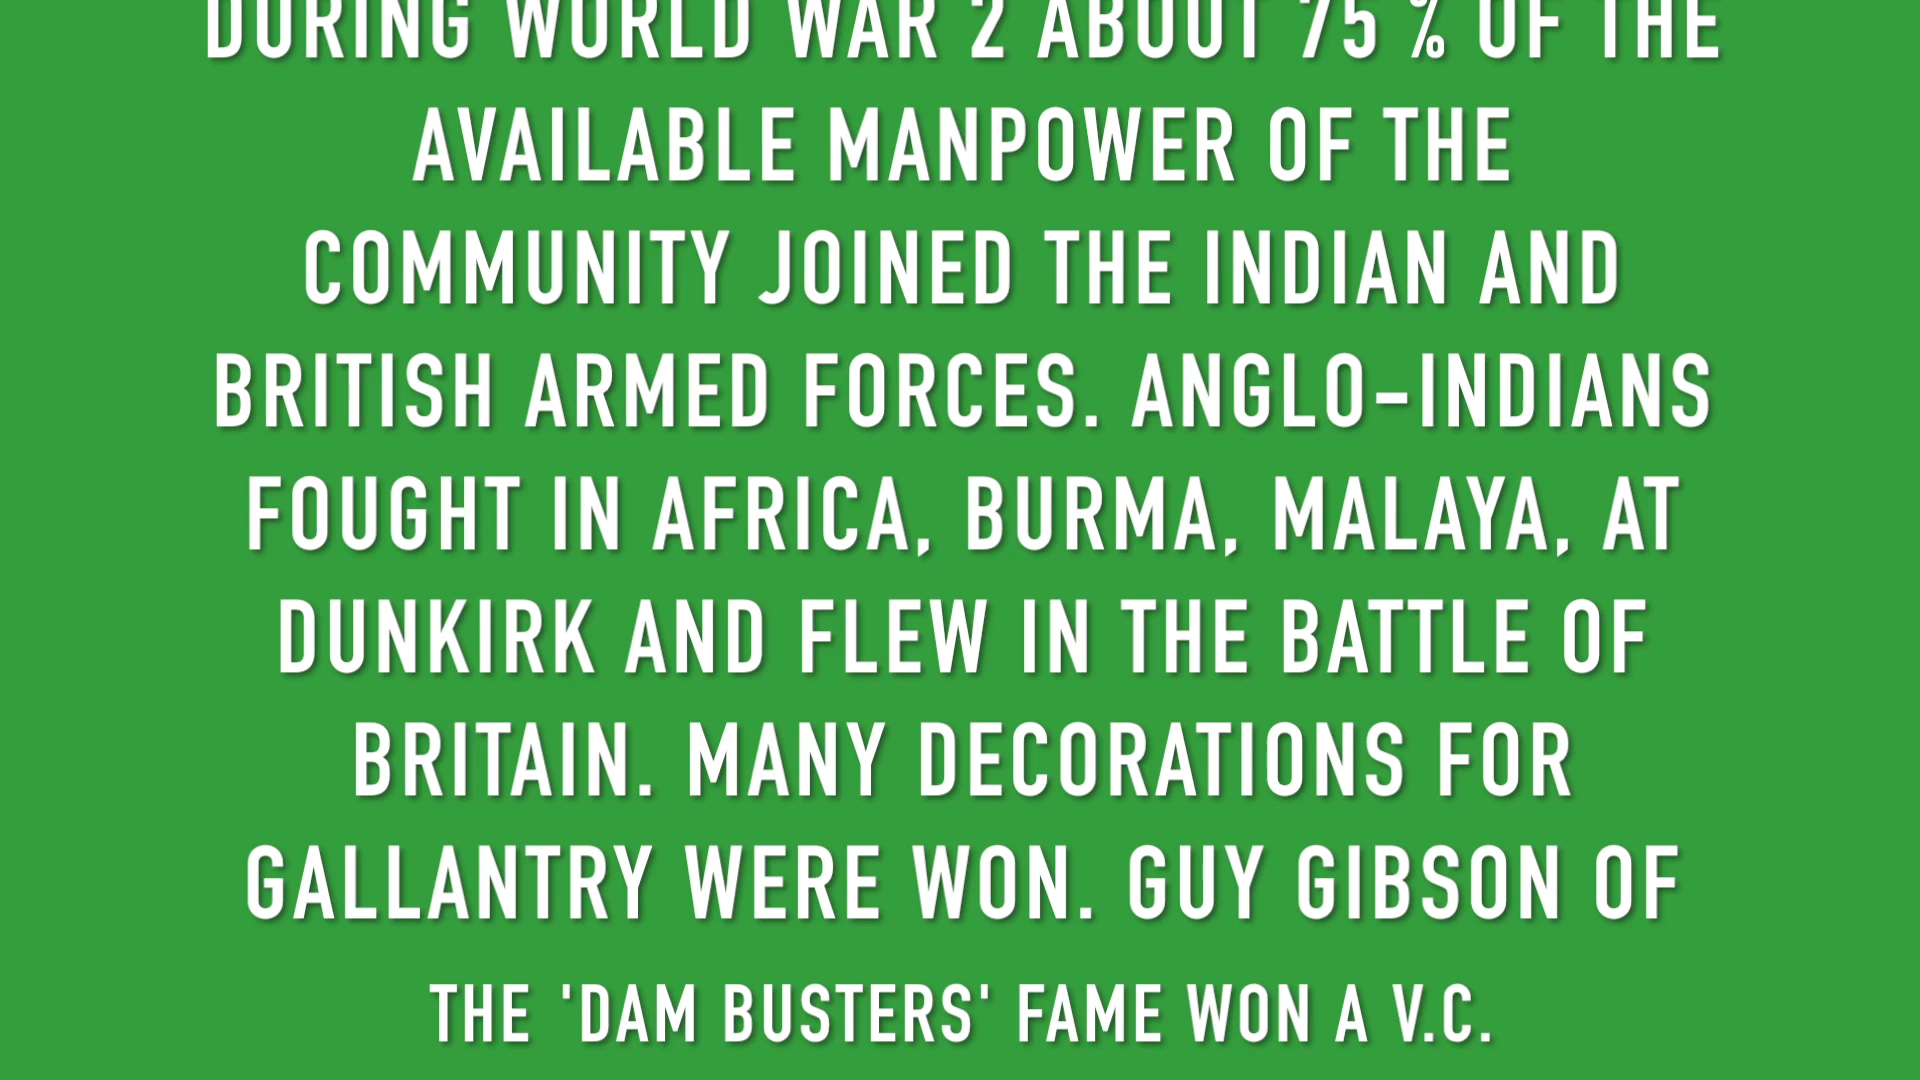 DURING WORLD WAR 2 ABOUT 75 % OF THE
AVAILABLE MANPOWER OF THE
COMMUNITY JOINED THE INDIAN AND
BRITISH ARMED FORCES. ANGLO-INDIANS
FOUGHT IN AFRICA, BURMA, MALAYA, AT
DUNKIRK AND FLEW IN THE BATTLE OF
BRITAIN. MANY DECORATIONS FOR
GALLANTRY WERE WON. GUY GIBSON OF
THE 'DAM BUSTERS' FAME WON A V.C.